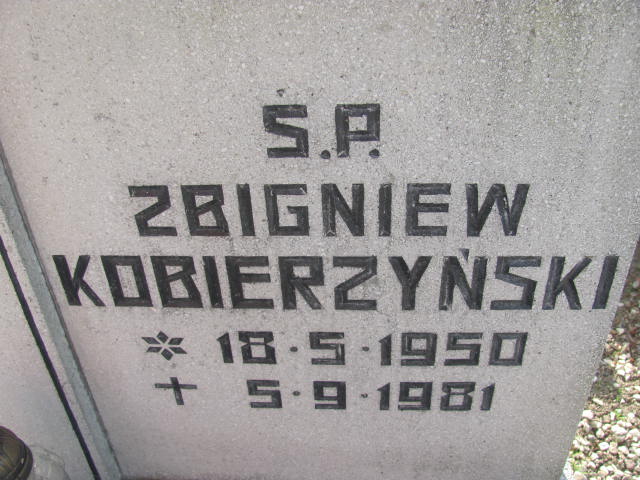 Ś.P.
ZBIGNIEW
KOBIERZYŃSKI
* 18·5·1950
+ 5·9·1981